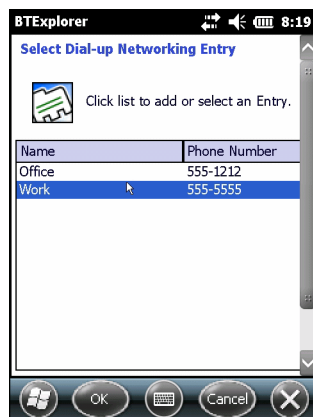 BTExplorer 8:19
Select Dial-up Networking Entry
Click list to add or select an Entry.
Name Phone Number
Office 555-1212
Work 555-5555
OK Cancel